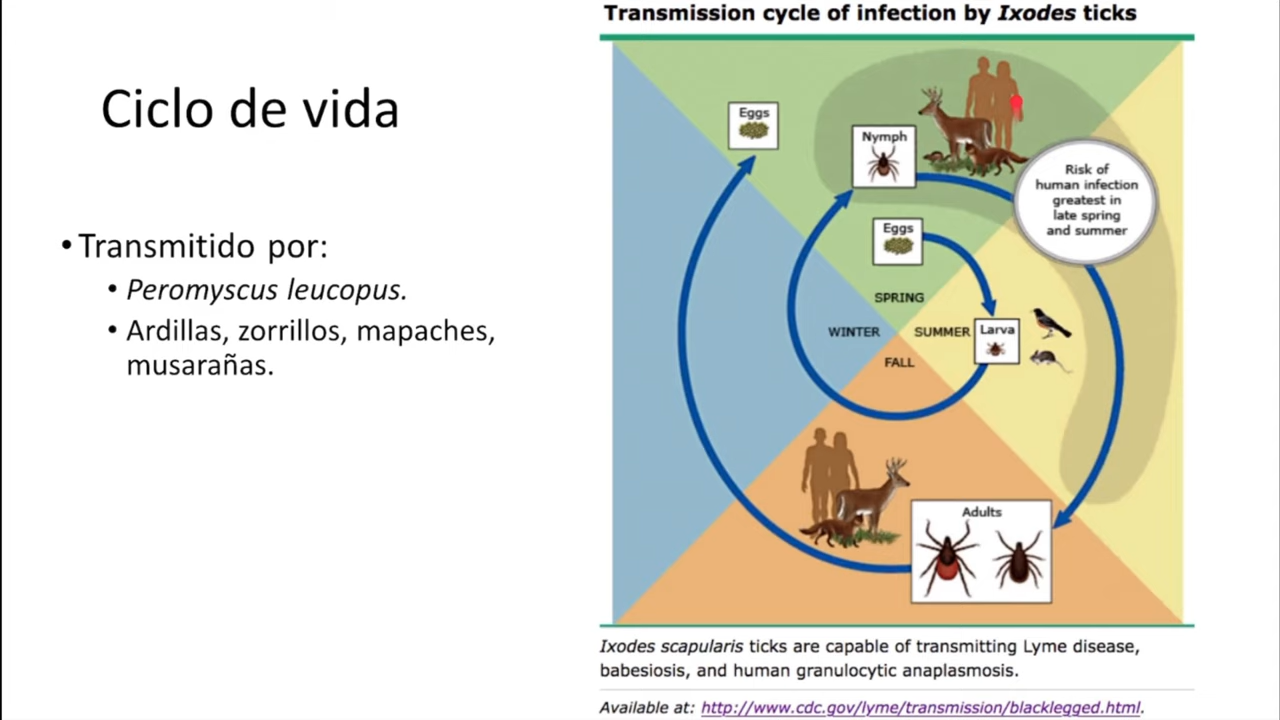 Ciclo de vida
• Transmitido por:
• Peromyscus leucopus.
• Ardillas, zorrillos, mapaches,
musarañas.
Transmission cycle of infection by Ixodes ticks
Eggs
Nymph
Risk of
human infection
greatest in
late spring
and summer
Eggs
SPRING
WINTER
SUMMER
Larva
FALL
Adults
Ixodes scapularis ticks are capable of transmitting Lyme disease,
babesiosis, and human granulocytic anaplasmosis.
Available at: http://www.cdc.gov/lyme/transmission/blacklegged.html.